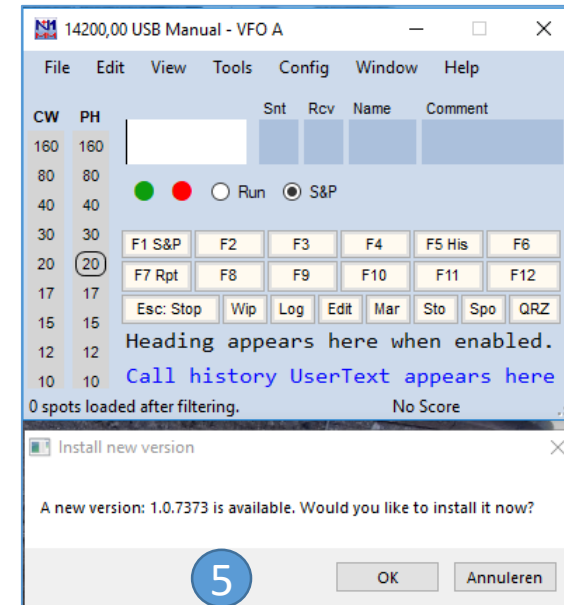 N1 MM 14200,00 USB Manual - VFO A
File Edit View Tools Config Window Help
CW PH Snt Rcv Name Comment
160 160
80 80
Run S&P
40 40
30 30 F1 S&P F2 F3 F4 F5 His F6
20 20 F7 Rpt F8 F9 F10 F11 F12
17 17
Esc: Stop Wip Log Edit Mar Sto Spo QRZ
15 15
12 12 Heading appears here when enabled.
10 10 Call history UserText appears here
0 spots loaded after filtering. No Score
Install new version
A new version: 1.0.7373 is available. Would you like to install it now?
5 OK Annuleren